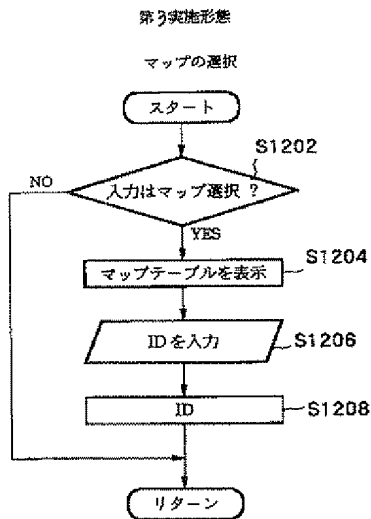 第3実施形態
マップの選択
スタート
S1202
入力はマップ選択 ?
NO
YES
S1204
マップテーブルを表示
IDを入力
S1206
ID
S1208
リターン